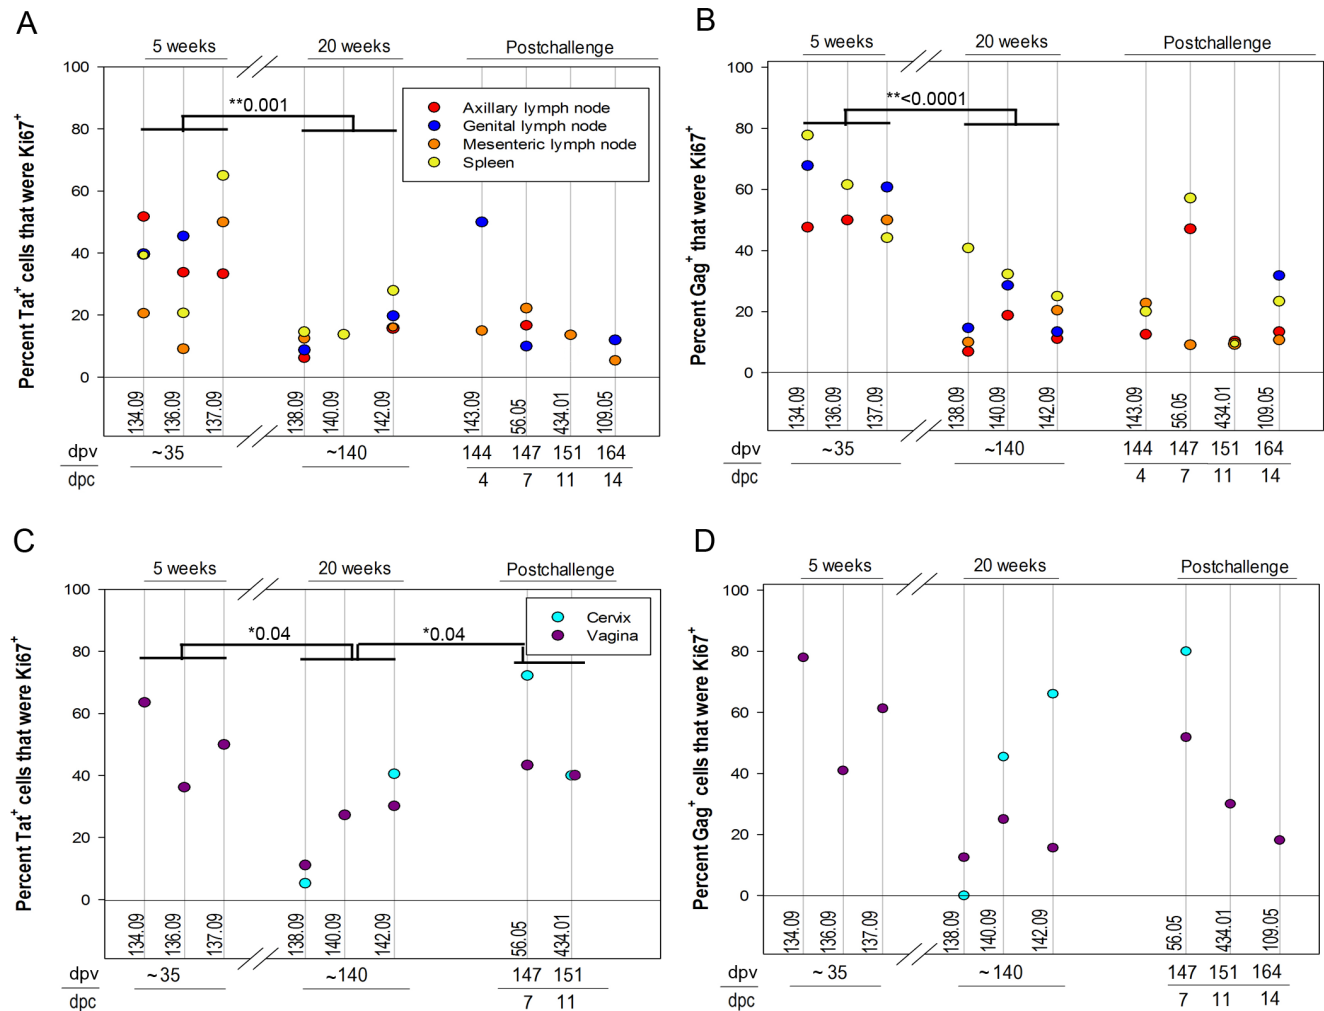 A
5 weeks
20 weeks
Postchallenge
Percent Tat+ cells that were Ki67+
100
80
60
40
20
0
**0.001
Axillary lymph node
Genital lymph node
Mesenteric lymph node
Spleen
134.09
136.09
137.09
138.09
140.09
142.09
143.09
56.05
434.01
109.05
dpv ~35 ~140 144 147 151 164
dpc 4 7 11 14
B
5 weeks
20 weeks
Postchallenge
Percent Gag+ that were Ki67+
100
80
60
40
20
0
**<0.0001
134.09
136.09
137.09
138.09
140.09
142.09
143.09
56.05
434.01
109.05
dpv ~35 ~140 144 147 151 164
dpc 4 7 11 14
C
5 weeks
20 weeks
Postchallenge
Percent Tat+ cells that were Ki67+
100
80
60
40
20
0
*0.04
*0.04
Cervix
Vagina
134.09
136.09
137.09
138.09
140.09
142.09
56.05
434.01
dpv ~35 ~140 147 151
dpc 7 11
D
5 weeks
20 weeks
Postchallenge
Percent Gag+ cells that were Ki67+
100
80
60
40
20
0
134.09
136.09
137.09
138.09
140.09
142.09
56.05
434.01
109.05
dpv ~35 ~140 147 151 164
dpc 7 11 14